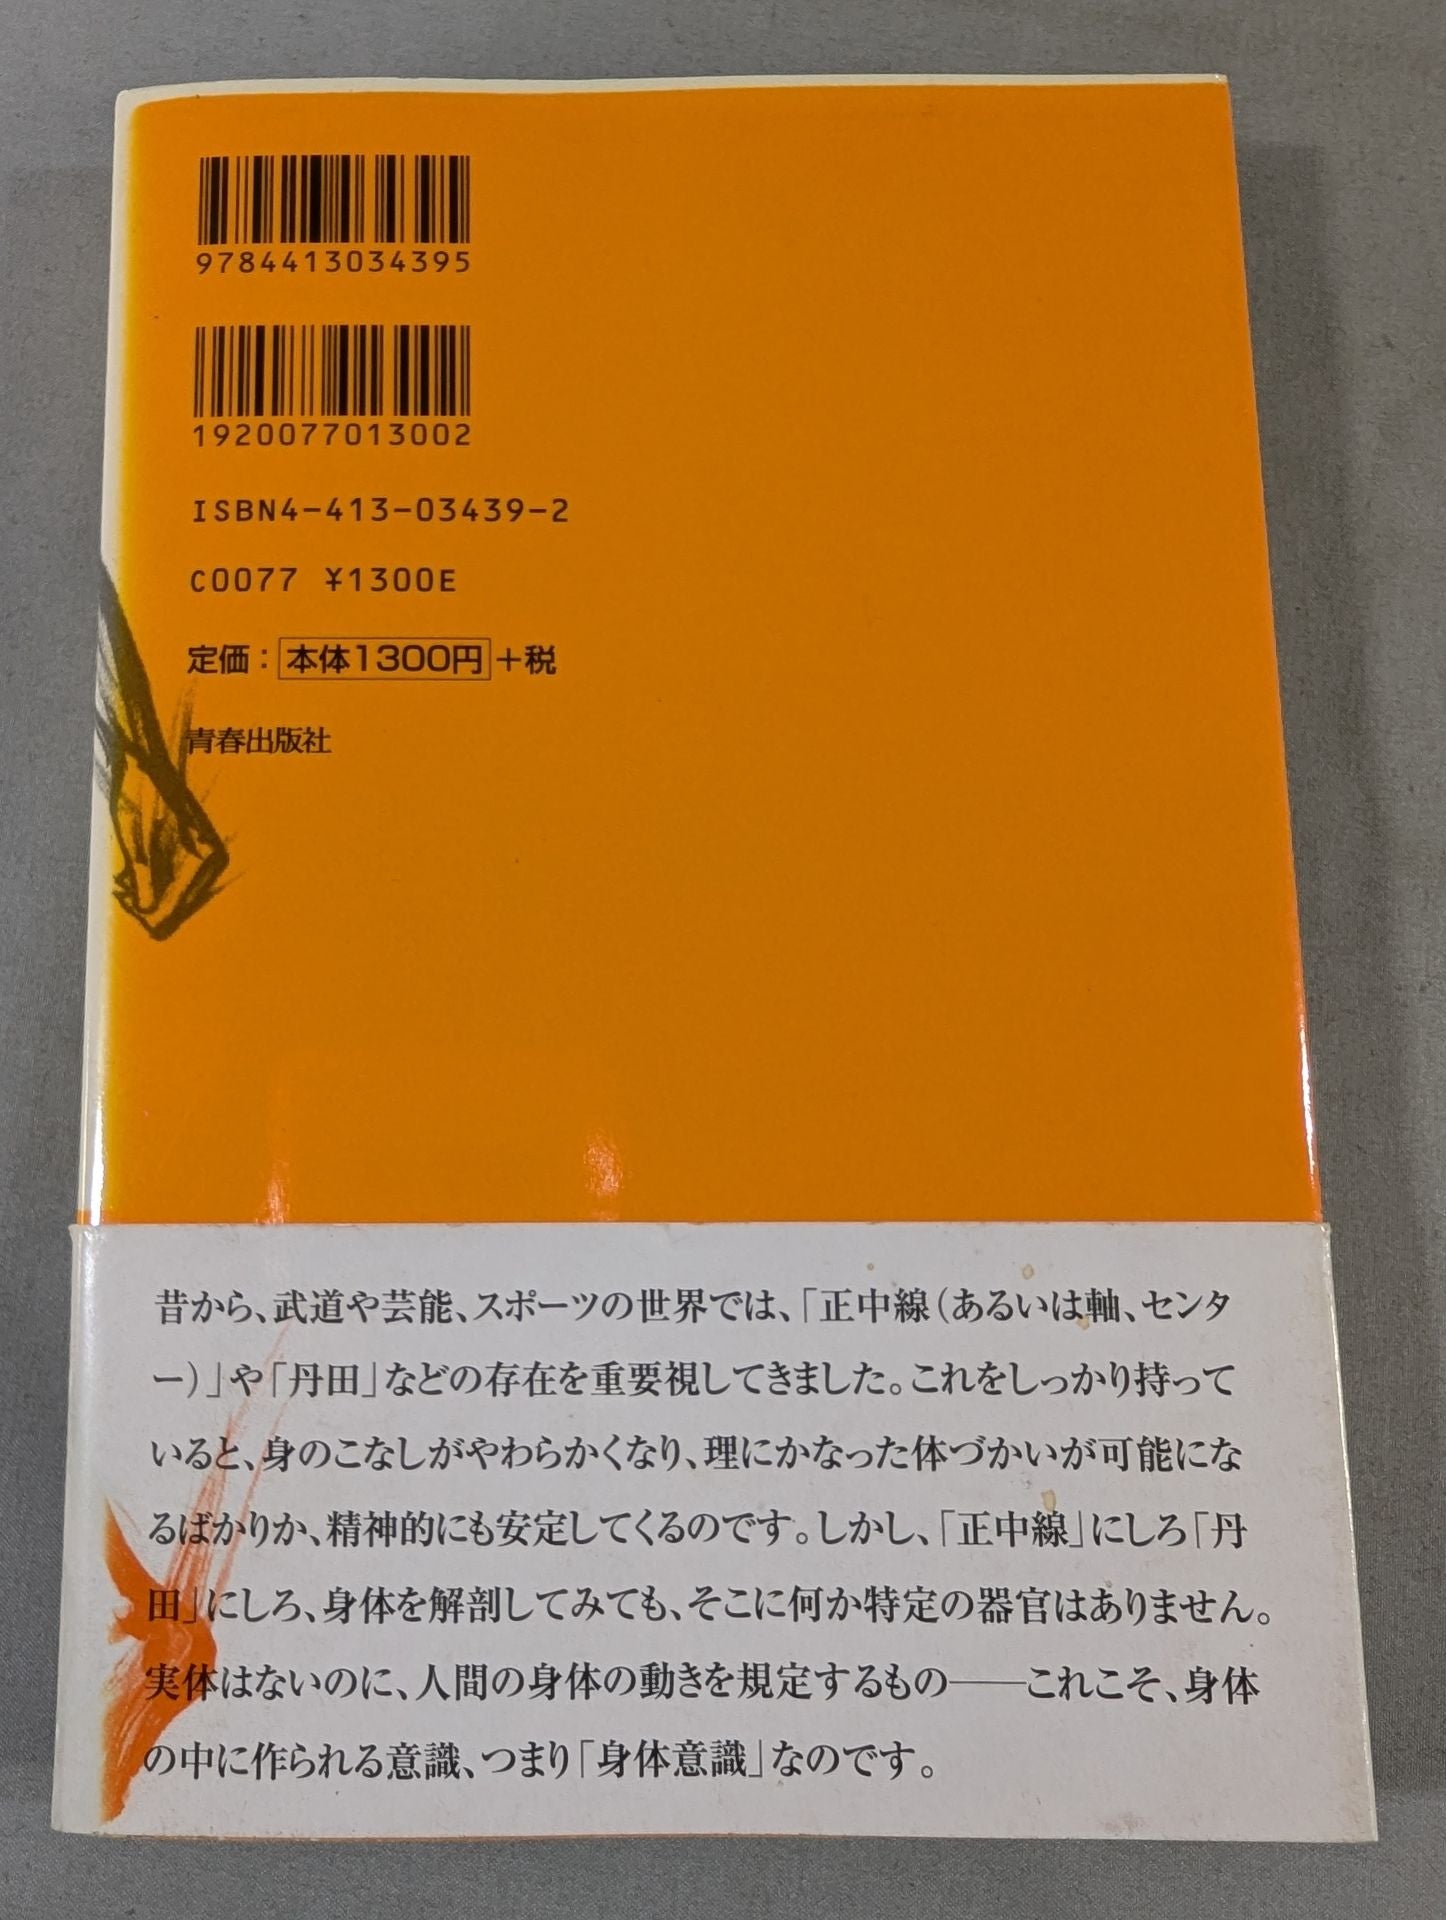 9784413034395
1920077013002
ISBN4-413-03439-2
C0077 ¥1300E
定価：本体1300円＋税
青春出版社
昔から、武道や芸能、スポーツの世界では、「正中線（あるいは軸、センタ
ー）」や「丹田」などの存在を重要視してきました。これをしっかり持って
いると、身のこなしがやわらかくなり、理にかなった体づかいが可能にな
るばかりか、精神的にも安定してくるのです。しかし、「正中線」にしろ「丹
田」にしろ、身体を解剖してみても、そこに何か特定の器官はありません。
実体はないのに、人間の身体の動きを規定するもの――これこそ、身体
の中に作られる意識、つまり「身体意識」なのです。